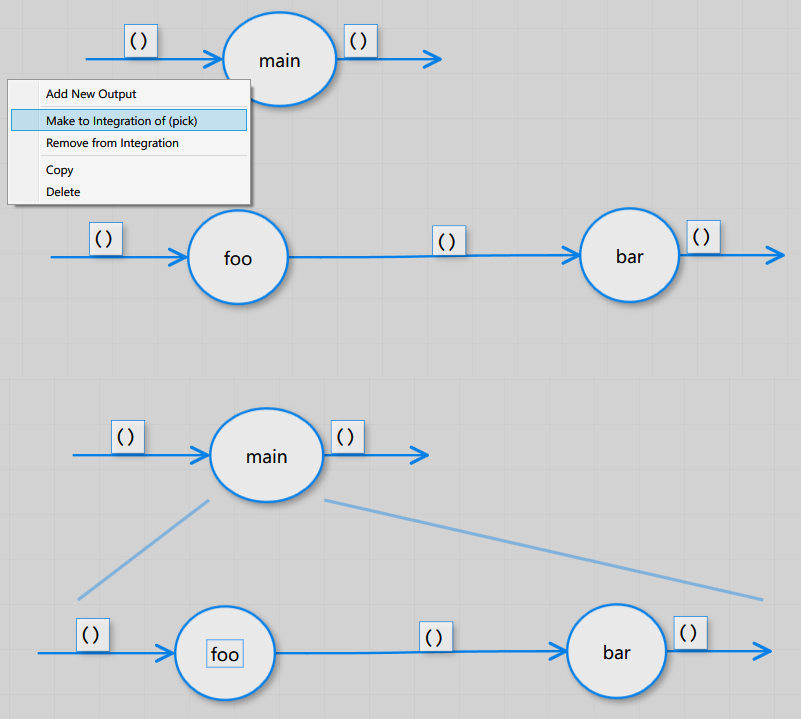 ()
()
main
Add New Output
Make to Integration of (pick)
Remove from Integration
Copy
Delete
()
foo
()
bar
()
()
main
()
()
foo
()
bar
()